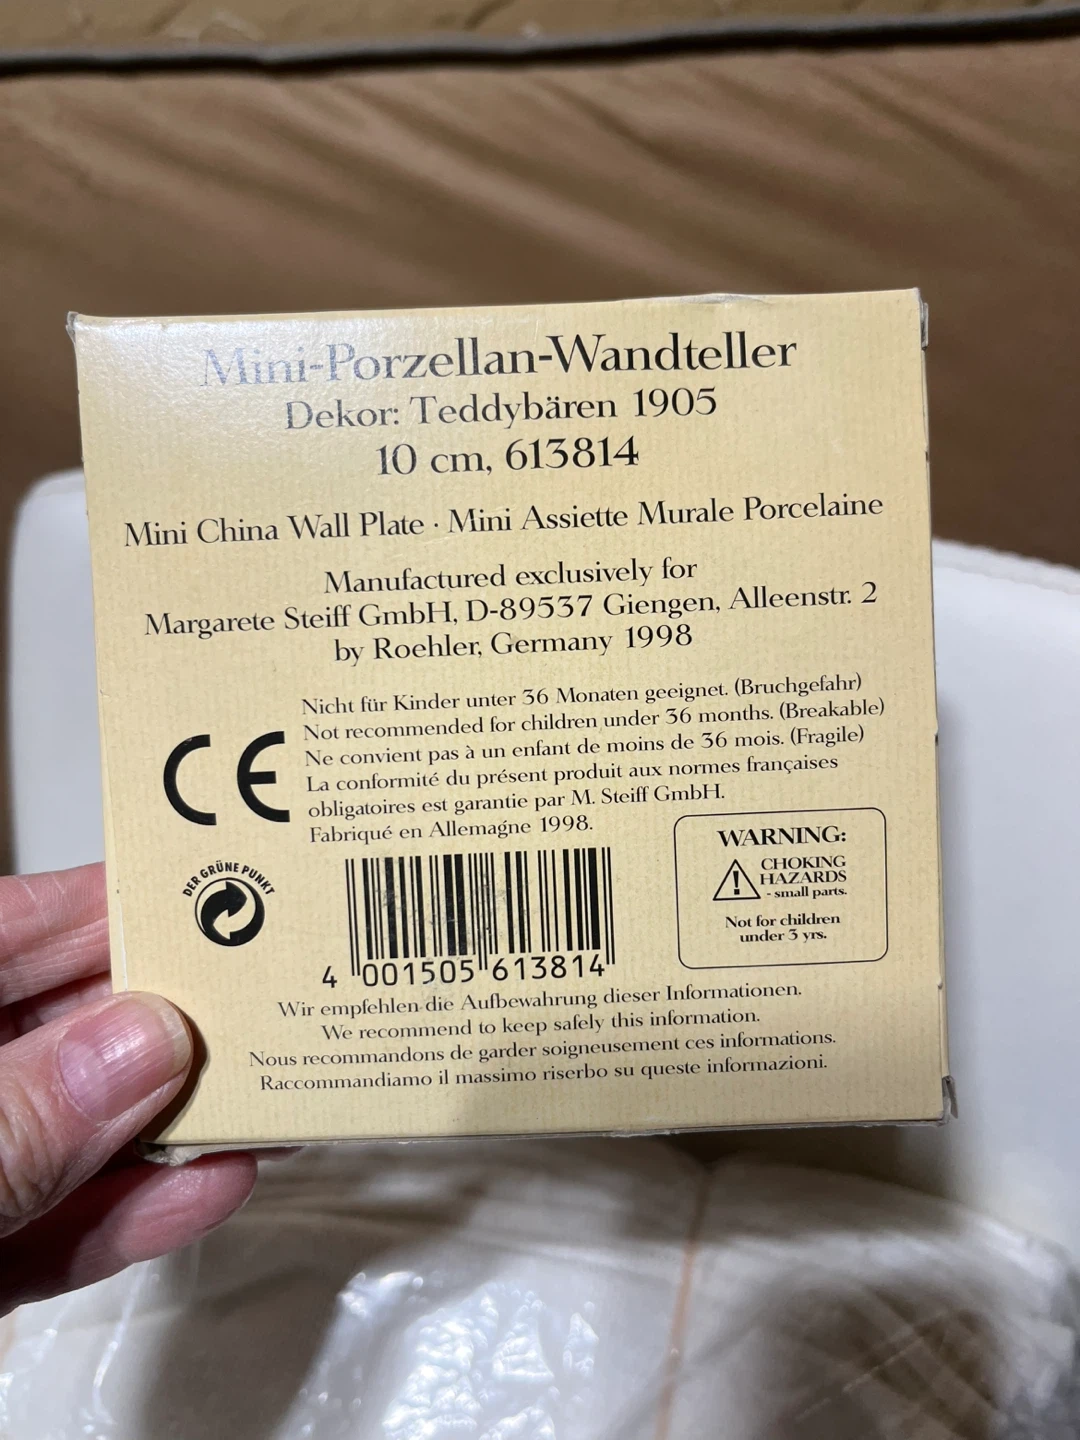 Mini-Porzellan-Wandteller
Dekor: Teddybären 1905
10 cm, 613814
Mini China Wall Plate · Mini Assiette Murale Porcelaine
Manufactured exclusively for
Margarete Steiff GmbH, D-89537 Giengen, Alleenstr. 2
by Roehler, Germany 1998
Nicht für Kinder unter 36 Monaten geeignet. (Bruchgefahr)
Not recommended for children under 36 months. (Breakable)
Ne convient pas à un enfant de moins de 36 mois. (Fragile)
La conformité du présent produit aux normes françaises
obligatoires est garantie par M. Steiff GmbH.
Fabriqué en Allemagne 1998.
CE
DER GRÜNE PUNKT
WARNING:
CHOKING
HAZARDS
- small parts.
Not for children
under 3 yrs.
4 001505 613814
Wir empfehlen die Aufbewahrung dieser Informationen.
We recommend to keep safely this information.
Nous recommandons de garder soigneusement ces informations.
Raccommandiamo il massimo riserbo su queste informazioni.